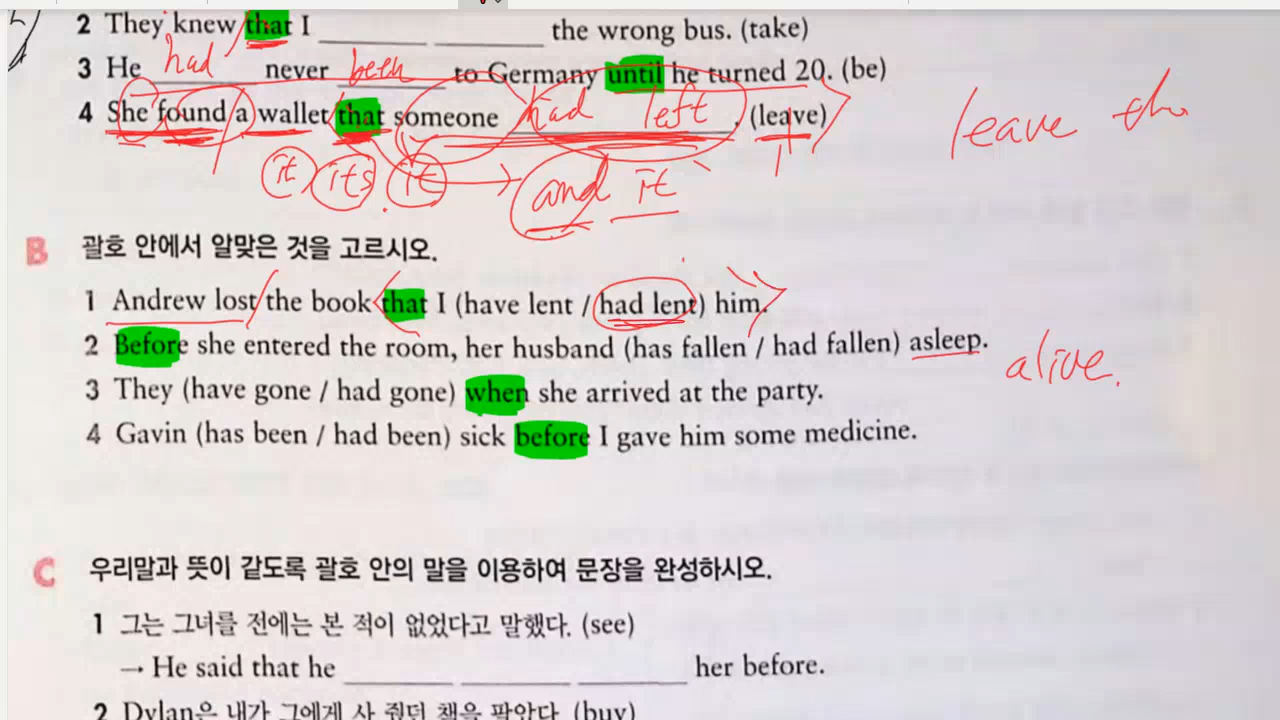 2 They knew that I ______ ______ the wrong bus. (take)
3 He had never been to Germany until he turned 20. (be)
4 She found a wallet that someone had left. (leave)
leave the
it its it → and it
B 괄호 안에서 알맞은 것을 고르시오.
1 Andrew lost the book that I (have lent / had lent) him.
2 Before she entered the room, her husband (has fallen / had fallen) asleep.
alive.
3 They (have gone / had gone) when she arrived at the party.
4 Gavin (has been / had been) sick before I gave him some medicine.
C 우리말과 뜻이 같도록 괄호 안의 말을 이용하여 문장을 완성하시오.
1 그는 그녀를 전에는 본 적이 없었다고 말했다. (see)
→ He said that he ______ ______ ______ her before.
2 Dylan은 내가 그에게 사 줬던 책을 팔았다. (buy)